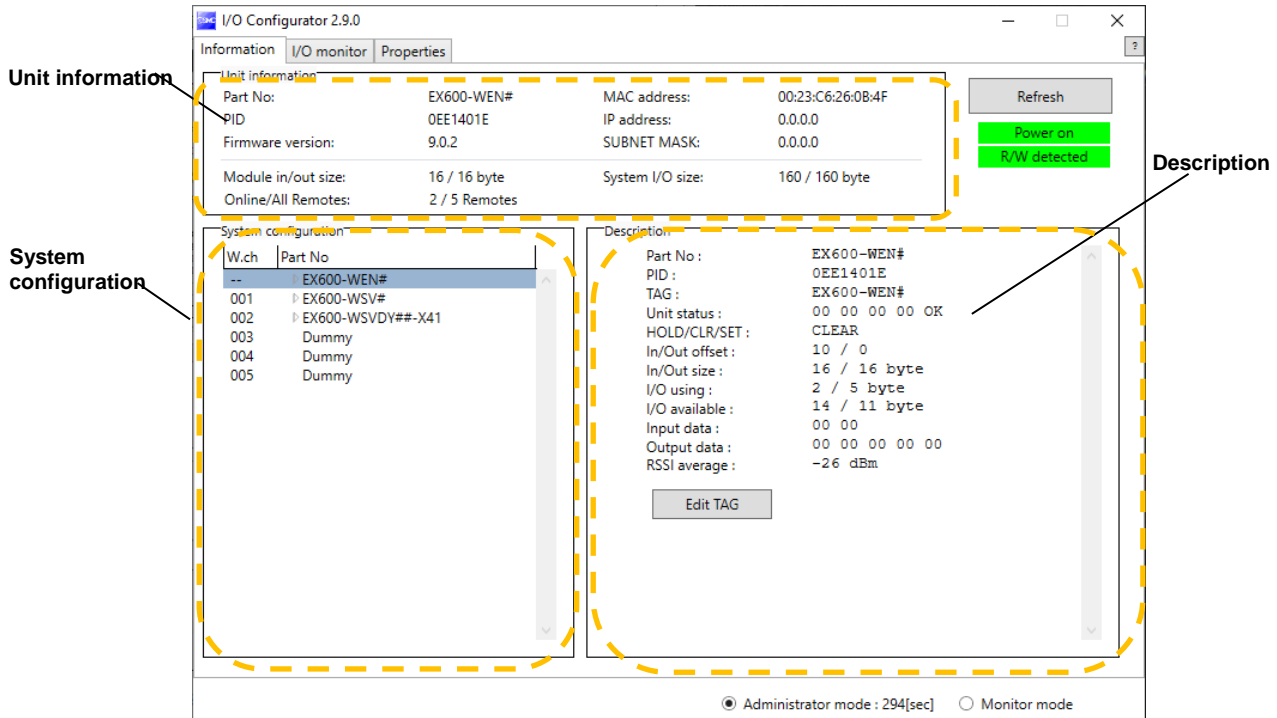 I/O Configurator 2.9.0
Information I/O monitor Properties ?
Unit information
Unit information
Part No: EX600-WEN# MAC address: 00:23:C6:26:0B:4F
PID 0EE1401E IP address: 0.0.0.0
Firmware version: 9.0.2 SUBNET MASK: 0.0.0.0
Module in/out size: 16 / 16 byte System I/O size: 160 / 160 byte
Online/All Remotes: 2 / 5 Remotes
Refresh
Power on
R/W detected
Description
System
configuration
System configuration
W.ch Part No
-- EX600-WEN#
001 EX600-WSV#
002 EX600-WSVDY##-X41
003 Dummy
004 Dummy
005 Dummy
Description
Part No : EX600-WEN#
PID : 0EE1401E
TAG : EX600-WEN#
Unit status : 00 00 00 00 OK
HOLD/CLR/SET : CLEAR
In/Out offset : 10 / 0
In/Out size : 16 / 16 byte
I/O using : 2 / 5 byte
I/O available : 14 / 11 byte
Input data : 00 00
Output data : 00 00 00 00 00
RSSI average : -26 dBm
Edit TAG
Administrator mode : 294[sec] Monitor mode